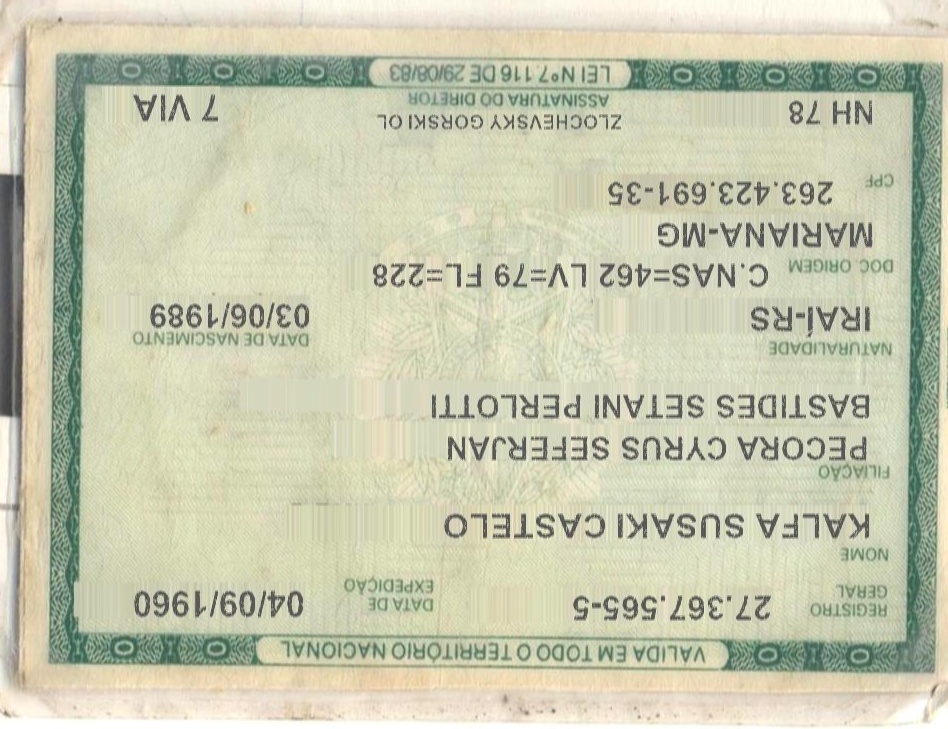 VALIDA EM TODO O TERRITÓRIO NACIONAL
REGISTRO GERAL 27.367.565-5 DATA DE EXPEDIÇÃO 04/09/1960
NOME
KALFA SUSAKI CASTELO
FILIAÇÃO
PECORA CYRUS SEFERJAN
BASTIDES SETANI PERLOTTI
NATURALIDADE DATA DE NASCIMENTO
IRAÍ-RS 03/06/1989
DOC. ORIGEM C.NAS=462 LV=79 FL=228
MARIANA-MG
CPF 263.423.691-35
NH 78 ZLOCHEVSKY GORSKI OL 7 VIA
ASSINATURA DO DIRETOR
LEI Nº 7.116 DE 29/08/83